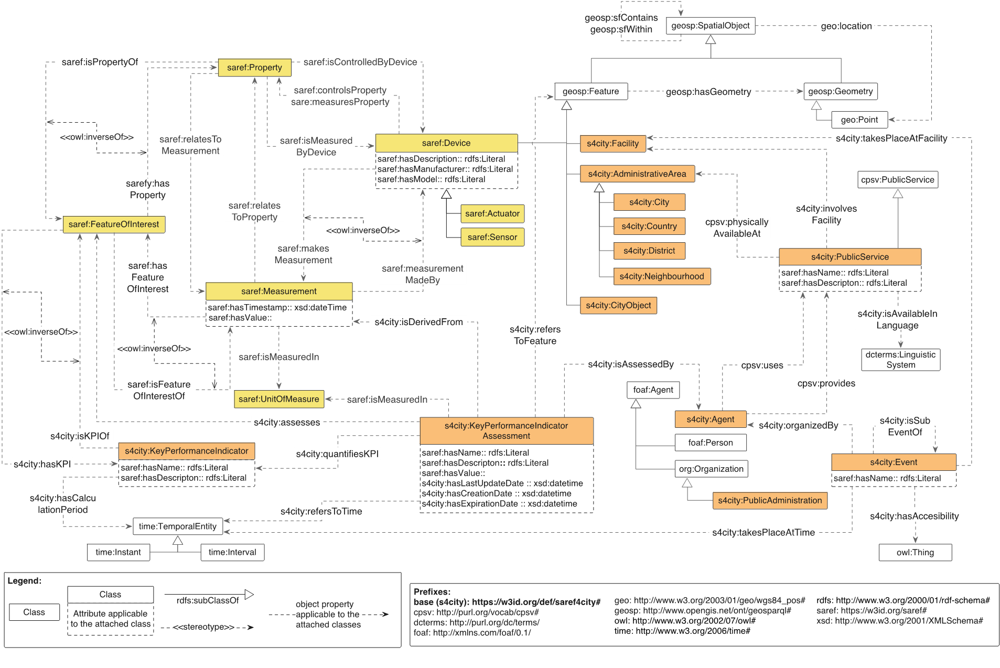 geosp:sfContains
geosp:sfWithin
geosp:SpatialObject
geo:location
saref:isPropertyOf
saref:Property
saref:isControlledByDevice
saref:controlsProperty
sare:measuresProperty
geosp:Feature
geosp:hasGeometry
geosp:Geometry
geo:Point
<<owl:inverseOf>>
saref:relatesTo
Measurement
saref:isMeasured
ByDevice
saref:Device
saref:hasDescription:: rdfs:Literal
saref:hasManufacturer:: rdfs:Literal
saref:hasModel:: rdfs:Literal
s4city:Facility
s4city:takesPlaceAtFacility
s4city:AdministrativeArea
cpsv:PublicService
sarefy:has
Property
saref:relates
ToProperty
saref:Actuator
saref:Sensor
s4city:City
s4city:Country
s4city:District
s4city:Neighbourhood
s4city:CityObject
s4city:involves
Facility
cpsv:physically
AvailableAt
saref:FeatureOfInterest
<<owl:inverseOf>>
saref:makes
Measurement
saref:measurement
MadeBy
s4city:PublicService
saref:hasName:: rdfs:Literal
saref:hasDescripton:: rdfs:Literal
saref:has
Feature
OfInterest
saref:Measurement
saref:hasTimestamp:: xsd:dateTime
saref:hasValue::
s4city:isDerivedFrom
s4city:refers
ToFeature
s4city:isAvailableIn
Language
<<owl:inverseOf>>
<<owl:inverseOf>>
saref:isMeasuredIn
dcterms:Linguistic
System
s4city:isAssessedBy
cpsv:uses
cpsv:provides
saref:isFeature
OfInterestOf
saref:UnitOfMeasure
saref:isMeasuredIn
foaf:Agent
s4city:Agent
s4city:organizedBy
s4city:isSub
EventOf
s4city:assesses
s4city:KeyPerformanceIndicator
Assessment
saref:hasName:: rdfs:Literal
saref:hasDescripton:: rdfs:Literal
saref:hasValue::
s4city:hasLastUpdateDate :: xsd:datetime
s4city:hasCreationDate :: xsd:datetime
s4city:hasExpirationDate :: xsd:datetime
s4city:isKPIOf
s4city:KeyPerformanceIndicator
saref:hasName:: rdfs:Literal
saref:hasDescripton:: rdfs:Literal
s4city:quantifiesKPI
s4city:hasKPI
foaf:Person
org:Organization
s4city:PublicAdministration
s4city:Event
saref:hasName:: rdfs:Literal
s4city:hasCalcu
lationPeriod
s4city:refersToTime
time:TemporalEntity
s4city:takesPlaceAtTime
s4city:hasAccesibility
time:Instant
time:Interval
owl:Thing
Legend:
Class
Class
Attribute applicable
to the attached class
rdfs:subClassOf
<<stereotype>>
object property
applicable to the
attached classes
Prefixes:
base (s4city): https://w3id.org/def/saref4city#
cpsv: http://purl.org/vocab/cpsv#
dcterms: http://purl.org/dc/terms/
foaf: http://xmlns.com/foaf/0.1/
geo: http://www.w3.org/2003/01/geo/wgs84_pos#
geosp: http://www.opengis.net/ont/geosparql#
owl: http://www.w3.org/2002/07/owl#
time: http://www.w3.org/2006/time#
rdfs: http://www.w3.org/2000/01/rdf-schema#
saref: https://w3id.org/saref#
xsd: http://www.w3.org/2001/XMLSchema#